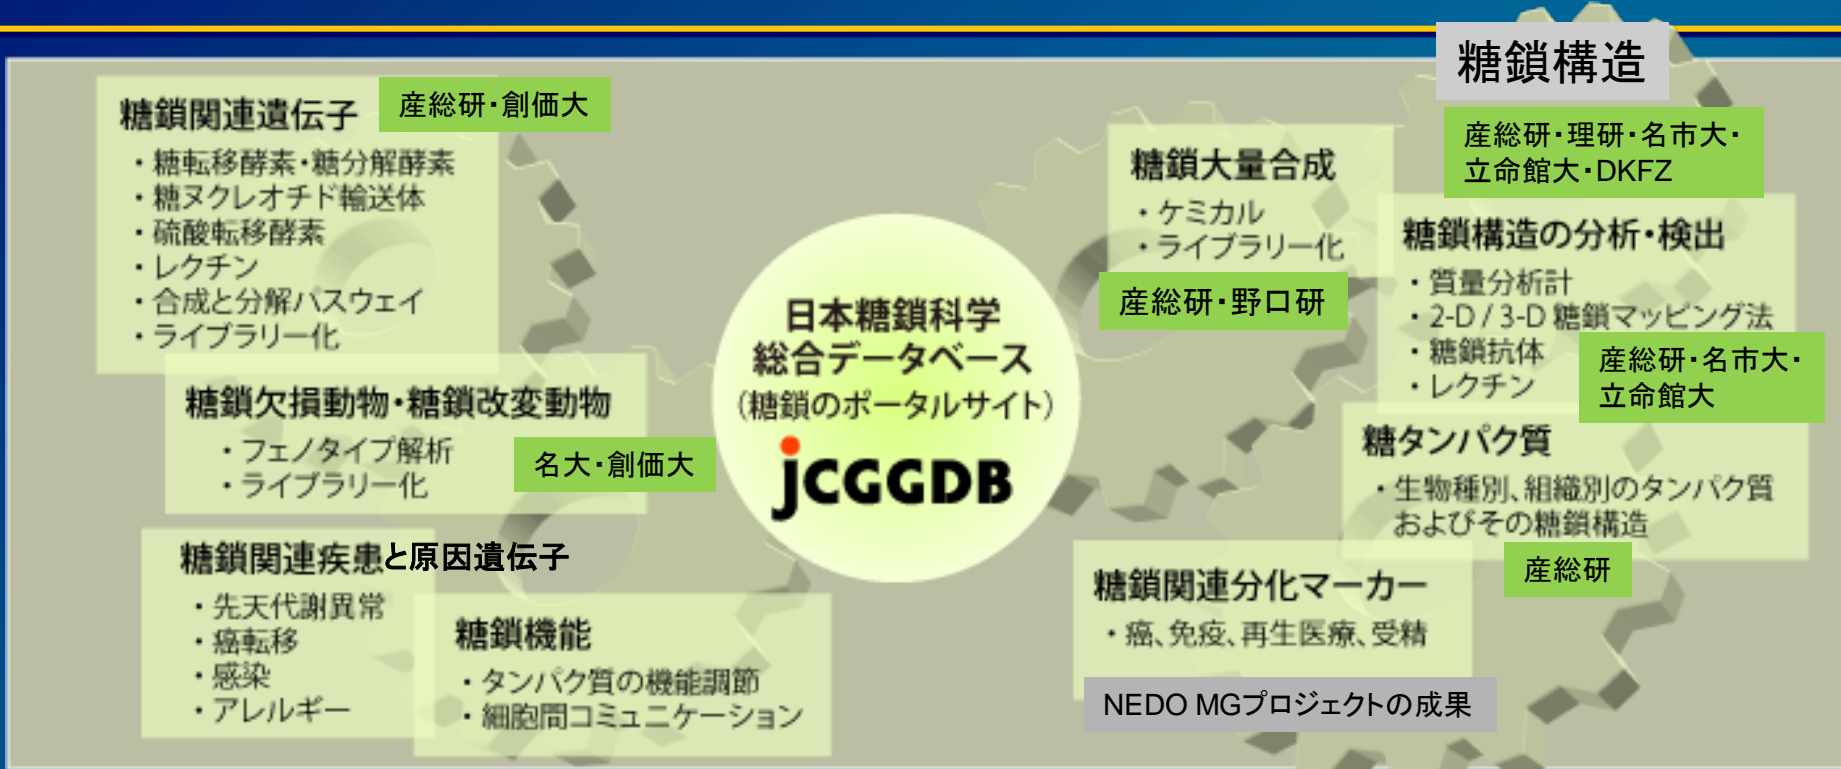 糖鎖関連遺伝子
産総研・創価大
・糖転移酵素・糖分解酵素
・糖ヌクレオチド輸送体
・硫酸転移酵素
・レクチン
・合成と分解パスウェイ
・ライブラリー化
糖鎖欠損動物・糖鎖改変動物
・フェノタイプ解析
・ライブラリー化
名大・創価大
糖鎖関連疾患と原因遺伝子
・先天代謝異常
・癌転移
・感染
・アレルギー
糖鎖機能
・タンパク質の機能調節
・細胞間コミュニケーション
日本糖鎖科学
総合データベース
(糖鎖のポータルサイト)
jCGGDB
糖鎖大量合成
・ケミカル
・ライブラリー化
産総研・野口研
糖鎖構造
産総研・理研・名市大・
立命館大・DKFZ
糖鎖構造の分析・検出
・質量分析計
・2-D / 3-D 糖鎖マッピング法
・糖鎖抗体
・レクチン
産総研・名市大・
立命館大
糖タンパク質
・生物種別、組織別のタンパク質
およびその糖鎖構造
産総研
糖鎖関連分化マーカー
・癌、免疫、再生医療、受精
NEDO MGプロジェクトの成果